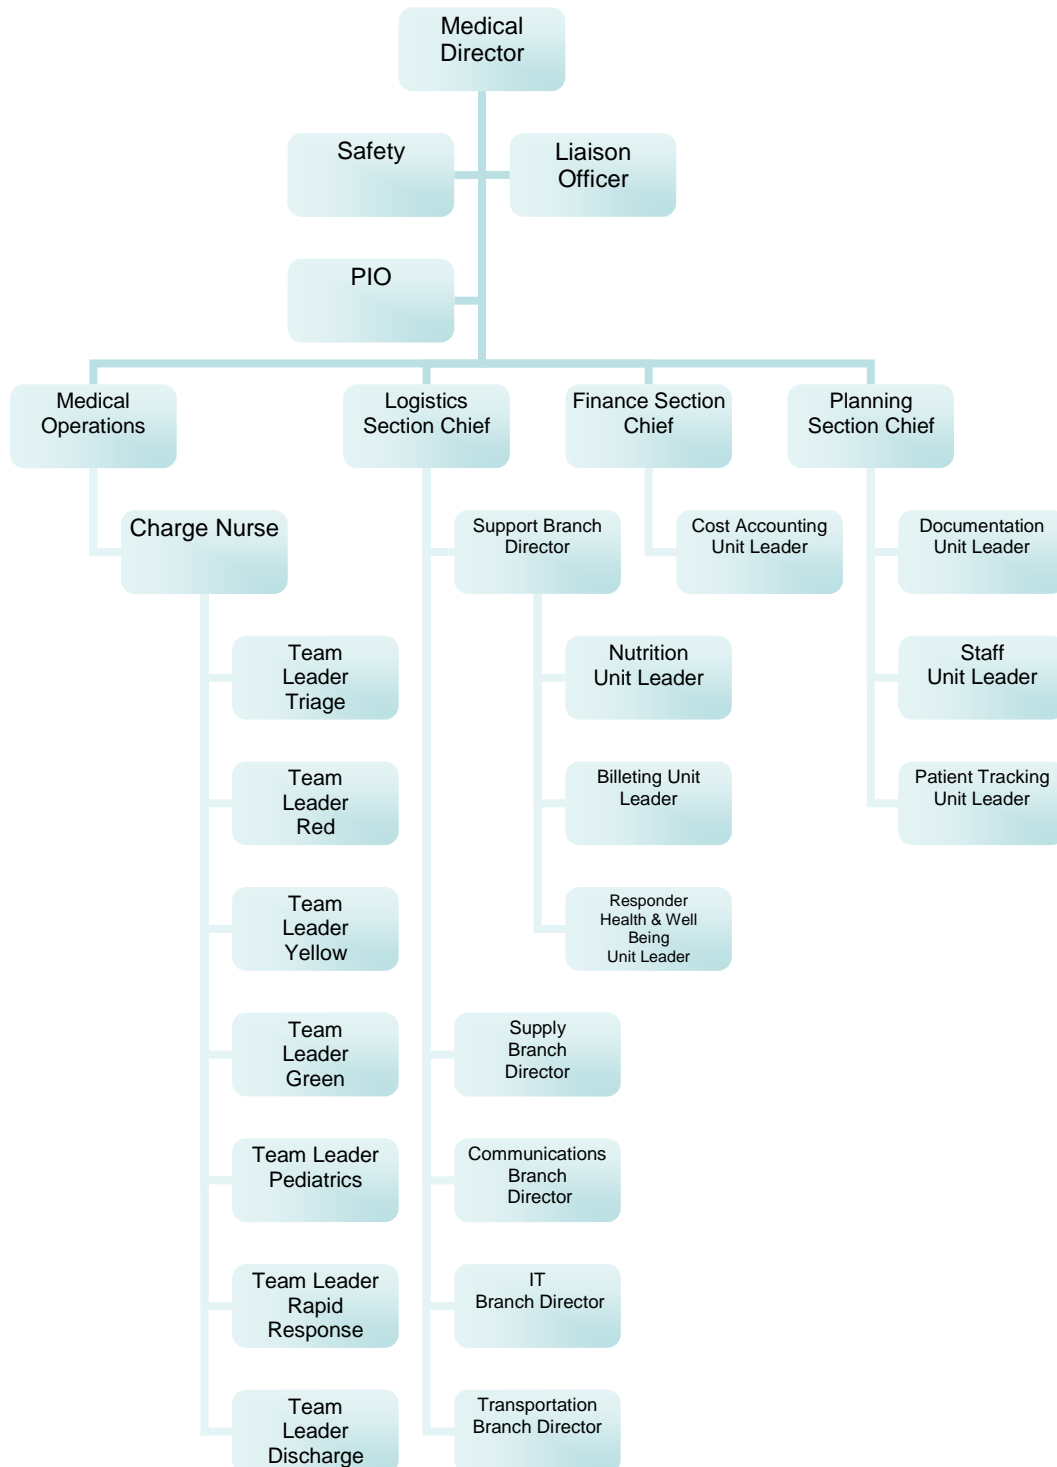 Medical
Director
Safety
Liaison
Officer
PIO
Medical
Operations
Logistics
Section Chief
Finance Section
Chief
Planning
Section Chief
Charge Nurse
Support Branch
Director
Cost Accounting
Unit Leader
Documentation
Unit Leader
Team
Leader
Triage
Nutrition
Unit Leader
Staff
Unit Leader
Team
Leader
Red
Billeting Unit
Leader
Patient Tracking
Unit Leader
Team
Leader
Yellow
Responder
Health & Well
Being
Unit Leader
Team
Leader
Green
Supply
Branch
Director
Team Leader
Pediatrics
Communications
Branch
Director
Team Leader
Rapid
Response
IT
Branch Director
Team
Leader
Discharge
Transportation
Branch Director